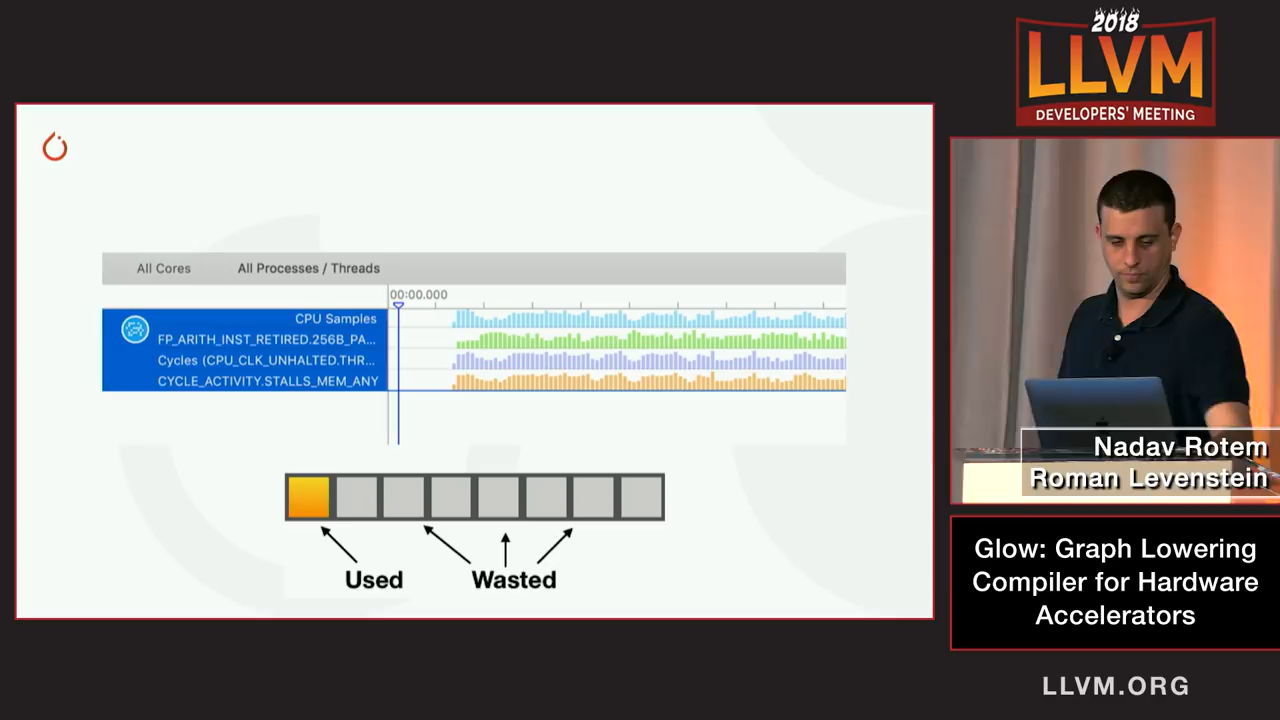 2018
LLVM
DEVELOPERS' MEETING
All Cores All Processes / Threads
00:00.000
CPU Samples
FP_ARITH_INST_RETIRED.256B_PA...
Cycles (CPU_CLK_UNHALTED.THR...
CYCLE_ACTIVITY.STALLS_MEM_ANY
Used Wasted
Nadav Rotem
Roman Levenstein
Glow: Graph Lowering
Compiler for Hardware
Accelerators
LLVM.ORG